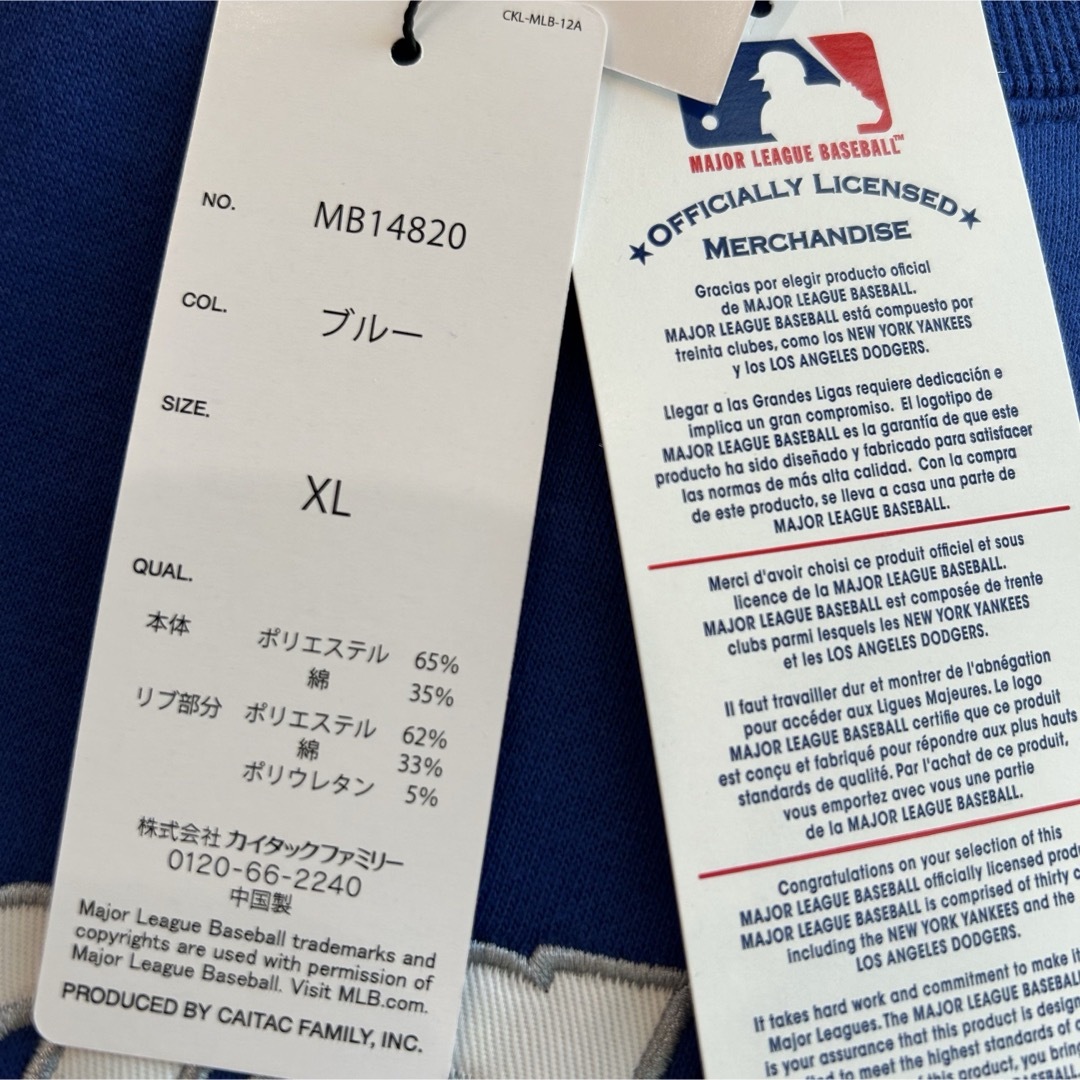 CKL-MLB-12A
NO. MB14820
COL. ブルー
SIZE. XL
QUAL.
本体 ポリエステル 65%
綿 35%
リブ部分 ポリエステル 62%
綿 33%
ポリウレタン 5%
株式会社 カイタックファミリー
0120-66-2240
中国製
Major League Baseball trademarks and
copyrights are used with permission of
Major League Baseball. Visit MLB.com.
PRODUCED BY CAITAC FAMILY, INC.
MAJOR LEAGUE BASEBALL™
★OFFICIALLY LICENSED★
MERCHANDISE
Gracias por elegir producto oficial
de MAJOR LEAGUE BASEBALL.
MAJOR LEAGUE BASEBALL está compuesto por
treinta clubes, como los NEW YORK YANKEES
y los LOS ANGELES DODGERS.
Llegar a las Grandes Ligas requiere dedicación e
implica un gran compromiso. El logotipo de
MAJOR LEAGUE BASEBALL es la garantía de que este
producto ha sido diseñado y fabricado para satisfacer
las normas de más alta calidad. Con la compra
de este producto, se lleva a casa una parte de
MAJOR LEAGUE BASEBALL.
Merci d'avoir choisi ce produit officiel et sous
licence de la MAJOR LEAGUE BASEBALL.
MAJOR LEAGUE BASEBALL est composée de trente
clubs parmi lesquels les NEW YORK YANKEES
et les LOS ANGELES DODGERS.
Il faut travailler dur et montrer de l'abnégation
pour accéder aux Ligues Majeures. Le logo
MAJOR LEAGUE BASEBALL certifie que ce produit
est conçu et fabriqué pour répondre aux plus hauts
standards de qualité. Par l'achat de ce produit,
vous emportez avec vous une partie
de la MAJOR LEAGUE BASEBALL.
Congratulations on your selection of this
MAJOR LEAGUE BASEBALL officially licensed
MAJOR LEAGUE BASEBALL is comprised of thirty
including the NEW YORK YANKEES and the
LOS ANGELES DODGERS.
It takes hard work and commitment to make
Major Leagues. The MAJOR LEAGUE BASEBALL
is your assurance that this product is
to meet the highest standards of
this product, you
BASEBALL.